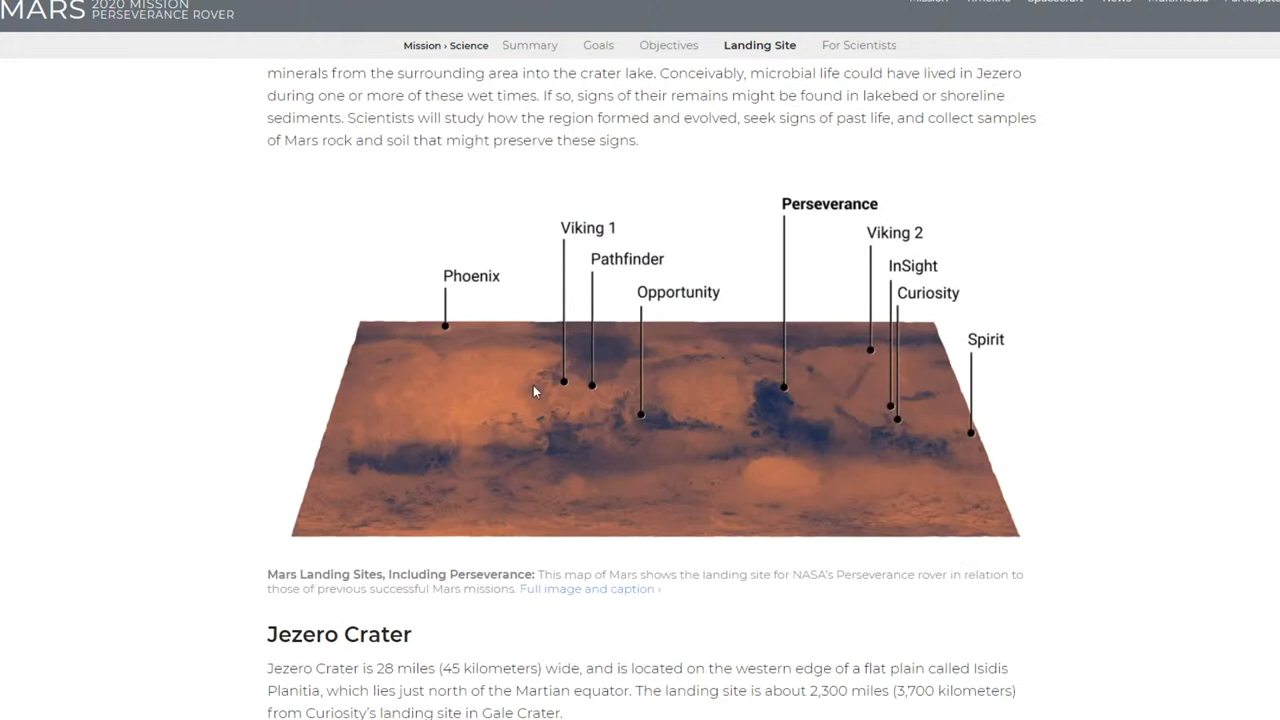 MARS 2020 MISSION
PERSEVERANCE ROVER
Mission Timeline Spacecraft News Multimedia Participate
Mission › Science Summary Goals Objectives Landing Site For Scientists
minerals from the surrounding area into the crater lake. Conceivably, microbial life could have lived in Jezero
during one or more of these wet times. If so, signs of their remains might be found in lakebed or shoreline
sediments. Scientists will study how the region formed and evolved, seek signs of past life, and collect samples
of Mars rock and soil that might preserve these signs.
Perseverance
Viking 1
Viking 2
Pathfinder
InSight
Phoenix
Opportunity
Curiosity
Spirit
Mars Landing Sites, Including Perseverance: This map of Mars shows the landing site for NASA's Perseverance rover in relation to
those of previous successful Mars missions. Full image and caption ›
Jezero Crater
Jezero Crater is 28 miles (45 kilometers) wide, and is located on the western edge of a flat plain called Isidis
Planitia, which lies just north of the Martian equator. The landing site is about 2,300 miles (3,700 kilometers)
from Curiosity's landing site in Gale Crater.